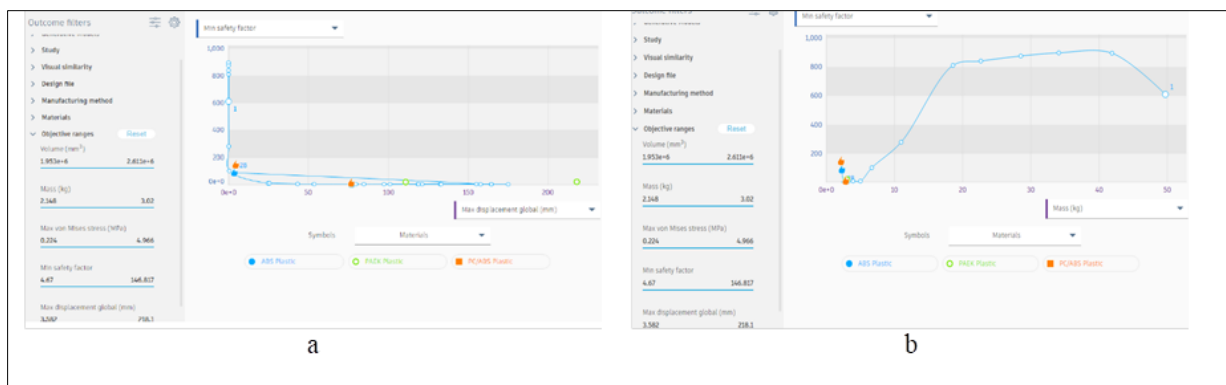 Outcome filters
Study
Visual similarity
Design file
Manufacturing method
Materials
Objective ranges Reset
Volume (mm³)
1.953e+6 2.611e+6
Mass (kg)
2.148 3.02
Max von Mises stress (MPa)
0.224 4.966
Min safety factor
4.67 146.817
Max displacement global (mm)
3.582 218.1
Min safety factor
1,000
800
600
400
200
0e+0
1
26
0e+0 50 100 150 200
Max displacement global (mm)
Symbols Materials
ABS Plastic PAEK Plastic PC/ABS Plastic
a
Study
Visual similarity
Design file
Manufacturing method
Materials
Objective ranges Reset
Volume (mm³)
1.953e+6 2.611e+6
Mass (kg)
2.148 3.02
Max von Mises stress (MPa)
0.224 4.966
Min safety factor
4.67 146.817
Max displacement global (mm)
3.582 218.1
Min safety factor
1,000
800
600
400
200
1
0e+0 10 20 30 40 50
Mass (kg)
Symbols Materials
ABS Plastic PAEK Plastic PC/ABS Plastic
b